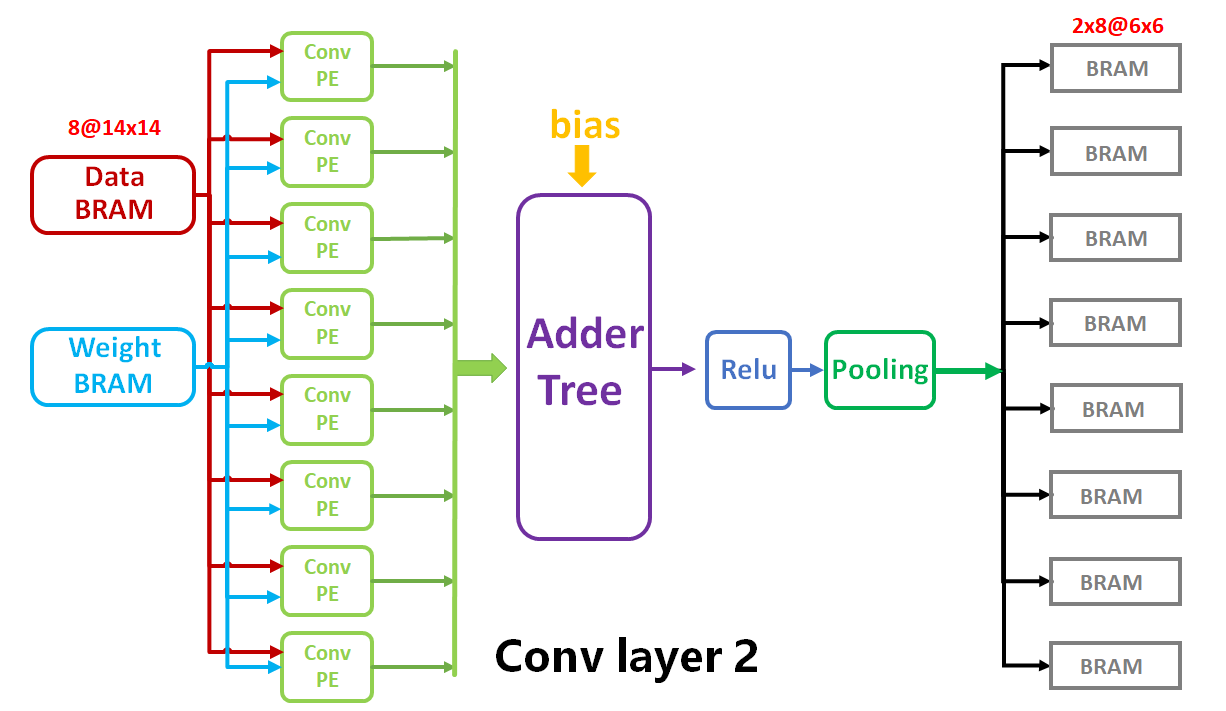 8@14x14
Data
BRAM
Weight
BRAM
Conv
PE
Conv
PE
Conv
PE
Conv
PE
Conv
PE
Conv
PE
Conv
PE
Conv
PE
bias
Adder
Tree
Relu
Pooling
2x8@6x6
BRAM
BRAM
BRAM
BRAM
BRAM
BRAM
BRAM
BRAM
Conv layer 2